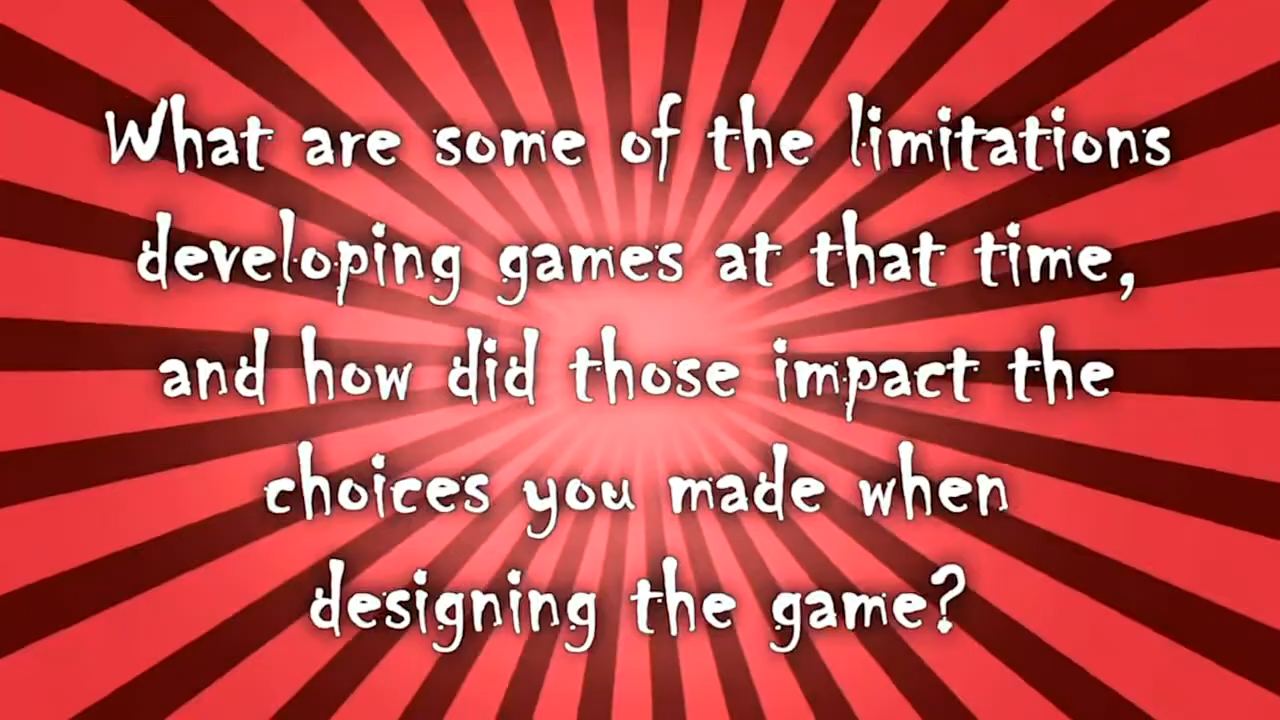 What are some of the limitations
developing games at that time,
and how did those impact the
choices you made when
designing the game?